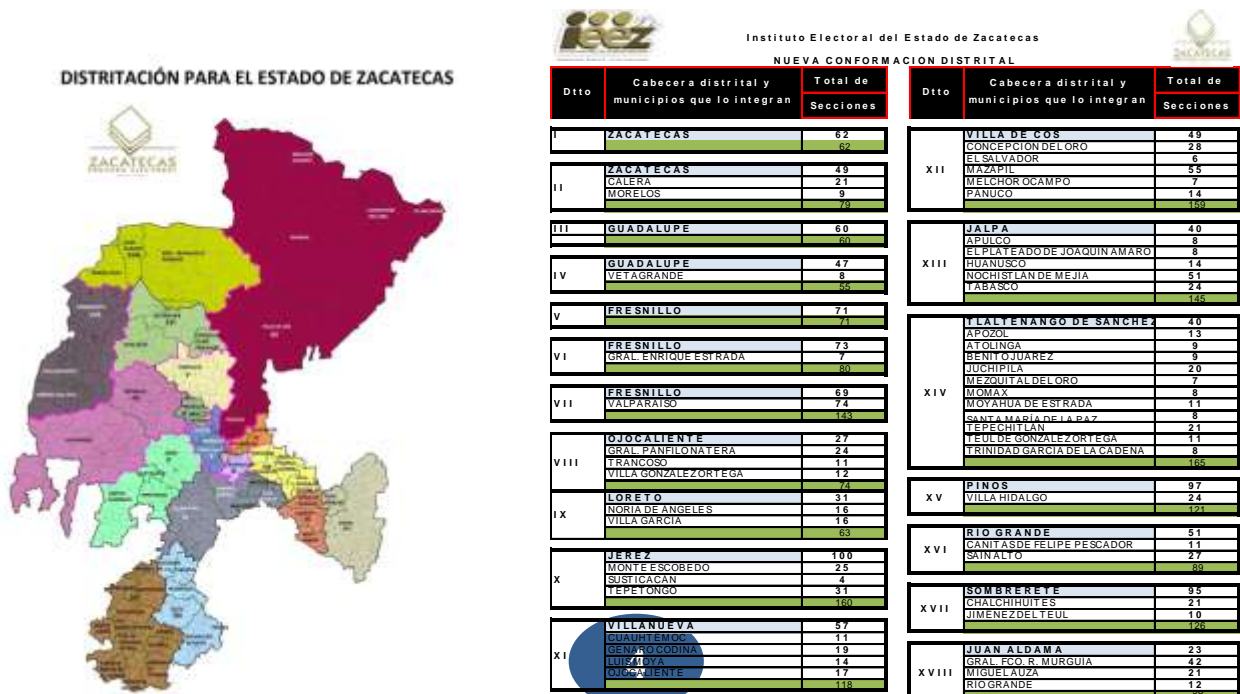 DISTRITACIÓN PARA EL ESTADO DE ZACATECAS
ZACATECAS
ieez
Instituto Electoral del Estado de Zacatecas
NUEVA CONFORMACION DISTRITAL
ZACATECAS
Dtto Cabecera distrital y municipios que lo integran Total de Secciones
I ZACATECAS 62
62
II ZACATECAS 49
CALERA 21
MORELOS 9
79
III GUADALUPE 60
60
IV GUADALUPE 47
VETAGRANDE 8
55
V FRESNILLO 71
71
VI FRESNILLO 73
GRAL. ENRIQUE ESTRADA 7
80
VII FRESNILLO 69
VALPARAISO 74
143
VIII OJOCALIENTE 27
GRAL. PANFILO NATERA 24
TRANCOSO 11
VILLA GONZALEZ ORTEGA 12
74
IX LORETO 31
NORIA DE ANGELES 16
VILLA GARCIA 16
63
X JEREZ 100
MONTE ESCOBEDO 25
SUSTICACAN 4
TEPETONGO 31
160
XI VILLANUEVA 57
CUAUHTEMOC 11
GENARO CODINA 19
LUIS MOYA 14
OJOCALIENTE 17
118
4
Dtto Cabecera distrital y municipios que lo integran Total de Secciones
XII VILLA DE COS 49
CONCEPCION DEL ORO 28
EL SALVADOR 6
MAZAPIL 55
MELCHOR OCAMPO 7
PANUCO 14
159
XIII JALPA 40
APULCO 8
EL PLATEADO DE JOAQUIN AMARO 8
HUANUSCO 14
NOCHISTLAN DE MEJIA 51
TABASCO 24
145
XIV TLALTENANGO DE SANCHEZ 40
APOZOL 13
ATOLINGA 9
BENITO JUAREZ 9
JUCHIPILA 20
MEZQUITAL DEL ORO 7
MOMAX 8
MOYAHUA DE ESTRADA 11
SANTA MARÍA DE LA PAZ 8
TEPECHITLAN 21
TEUL DE GONZALEZ ORTEGA 11
TRINIDAD GARCIA DE LA CADENA 8
165
XV PINOS 97
VILLA HIDALGO 24
121
XVI RIO GRANDE 51
CAÑITAS DE FELIPE PESCADOR 11
SAIN ALTO 27
89
XVII SOMBRERETE 95
CHALCHIHUITES 21
JIMENEZ DEL TEUL 10
126
XVIII JUAN ALDAMA 23
GRAL. FCO. R. MURGUIA 42
MIGUEL AUZA 21
RIO GRANDE 12